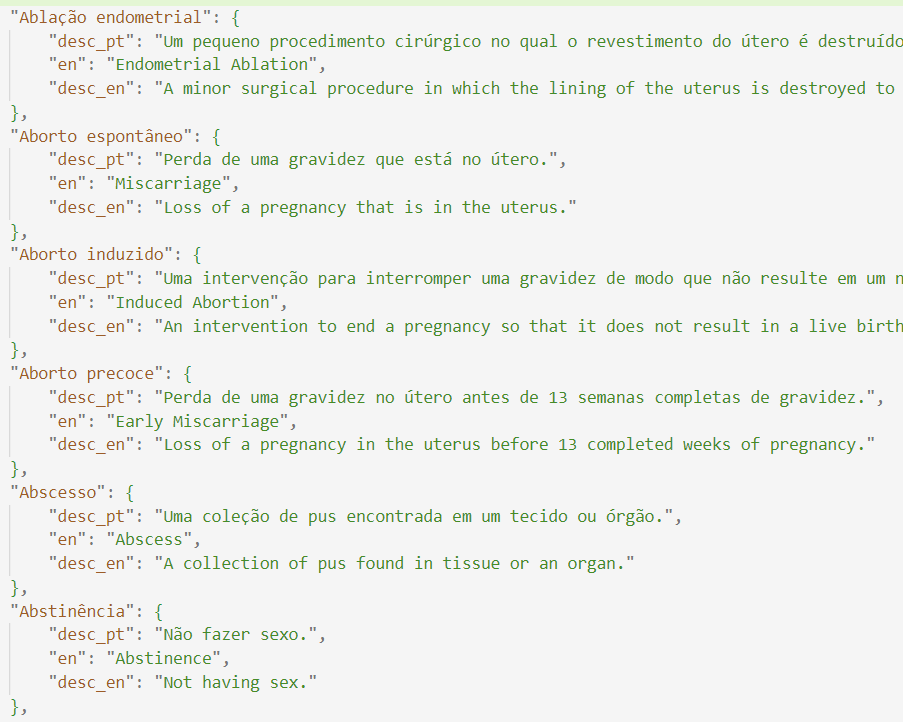 "Ablação endometrial": {
"desc_pt": "Um pequeno procedimento cirúrgico no qual o revestimento do útero é destruído
"en": "Endometrial Ablation",
"desc_en": "A minor surgical procedure in which the lining of the uterus is destroyed to
},
"Aborto espontâneo": {
"desc_pt": "Perda de uma gravidez que está no útero.",
"en": "Miscarriage",
"desc_en": "Loss of a pregnancy that is in the uterus."
},
"Aborto induzido": {
"desc_pt": "Uma intervenção para interromper uma gravidez de modo que não resulte em um n
"en": "Induced Abortion",
"desc_en": "An intervention to end a pregnancy so that it does not result in a live birth
},
"Aborto precoce": {
"desc_pt": "Perda de uma gravidez no útero antes de 13 semanas completas de gravidez.",
"en": "Early Miscarriage",
"desc_en": "Loss of a pregnancy in the uterus before 13 completed weeks of pregnancy."
},
"Abscesso": {
"desc_pt": "Uma coleção de pus encontrada em um tecido ou órgão.",
"en": "Abscess",
"desc_en": "A collection of pus found in tissue or an organ."
},
"Abstinência": {
"desc_pt": "Não fazer sexo.",
"en": "Abstinence",
"desc_en": "Not having sex."
},